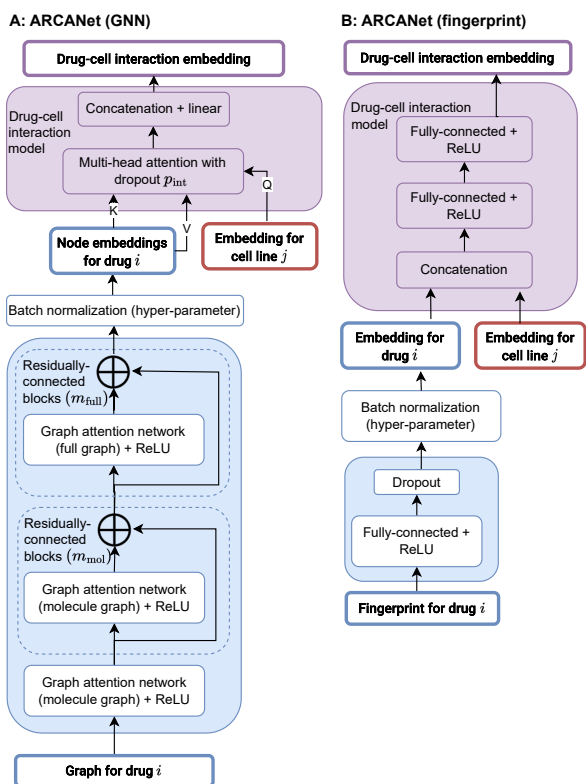 A: ARCANet (GNN)
Drug-cell interaction embedding
Drug-cell
interaction
model
Concatenation + linear
Multi-head attention with
dropout p_int
K
V
Q
Node embeddings
for drug i
Embedding for
cell line j
Batch normalization (hyper-parameter)
Residually-
connected
blocks (m_full)
Graph attention network
(full graph) + ReLU
Residually-
connected
blocks (m_mol)
Graph attention network
(molecule graph) + ReLU
Graph attention network
(molecule graph) + ReLU
Graph for drug i
B: ARCANet (fingerprint)
Drug-cell interaction embedding
Drug-cell interaction
model
Fully-connected +
ReLU
Fully-connected +
ReLU
Concatenation
Embedding for
drug i
Embedding for
cell line j
Batch normalization
(hyper-parameter)
Dropout
Fully-connected +
ReLU
Fingerprint for drug i